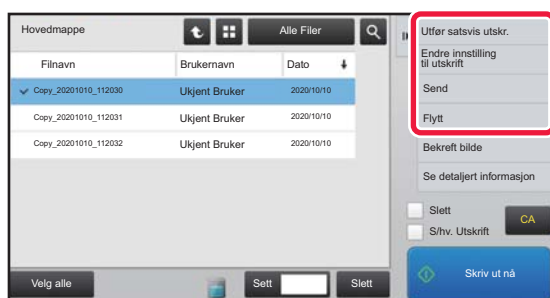 Hovedmappe
Alle Filer
Filnavn Brukernavn Dato
Copy_20201010_112030 Ukjent Bruker 2020/10/10
Copy_20201010_112031 Ukjent Bruker 2020/10/10
Copy_20201010_112032 Ukjent Bruker 2020/10/10
Velg alle
Sett
Slett
Utfør satsvis utskr.
Endre innstilling
til utskrift
Send
Flytt
Bekreft bilde
Se detaljert informasjon
Slett
S/hv. Utskrift
CA
Skriv ut nå